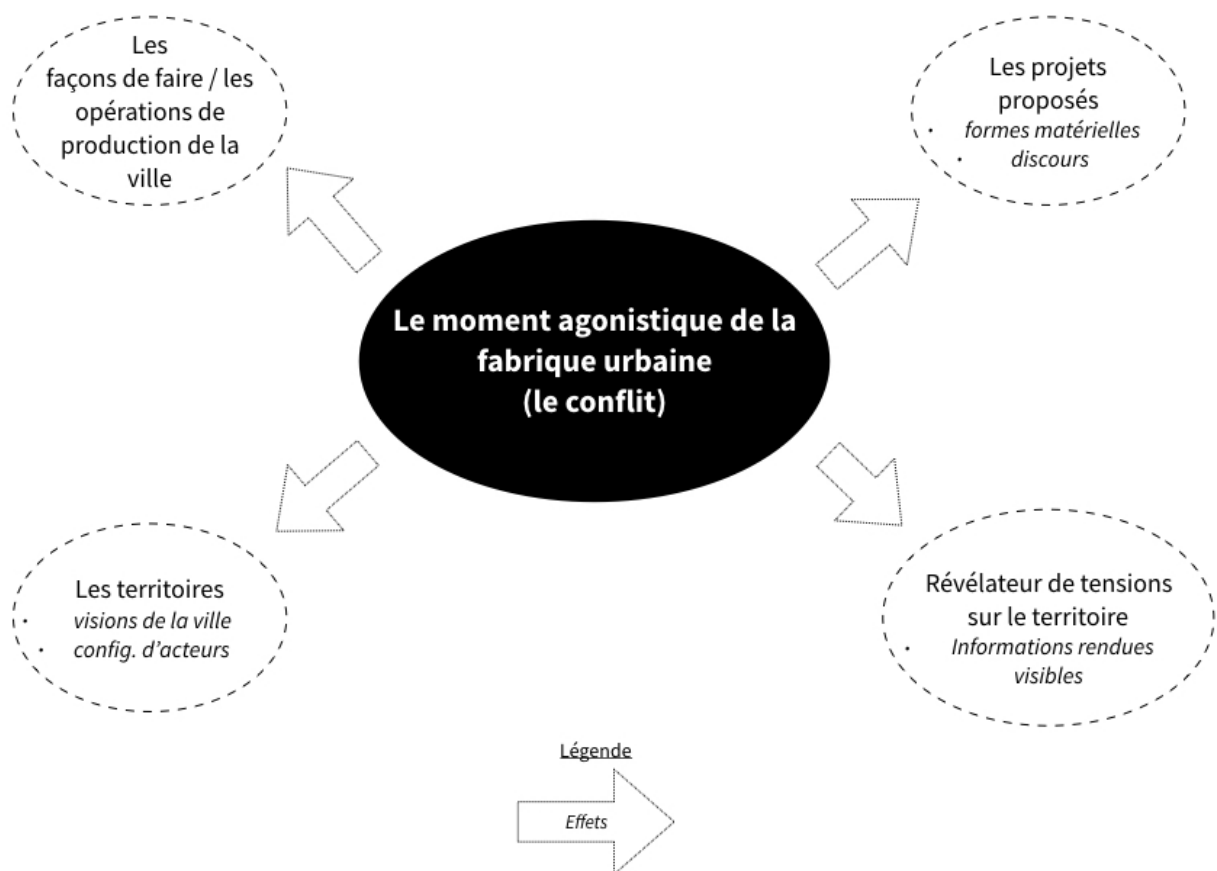 Les
façons de faire / les
opérations de
production de la
ville
Les projets
proposés
• formes matérielles
• discours
Le moment agonistique de la
fabrique urbaine
(le conflit)
Les territoires
• visions de la ville
• config. d'acteurs
Révélateur de tensions
sur le territoire
• Informations rendues
visibles
Légende
Effets